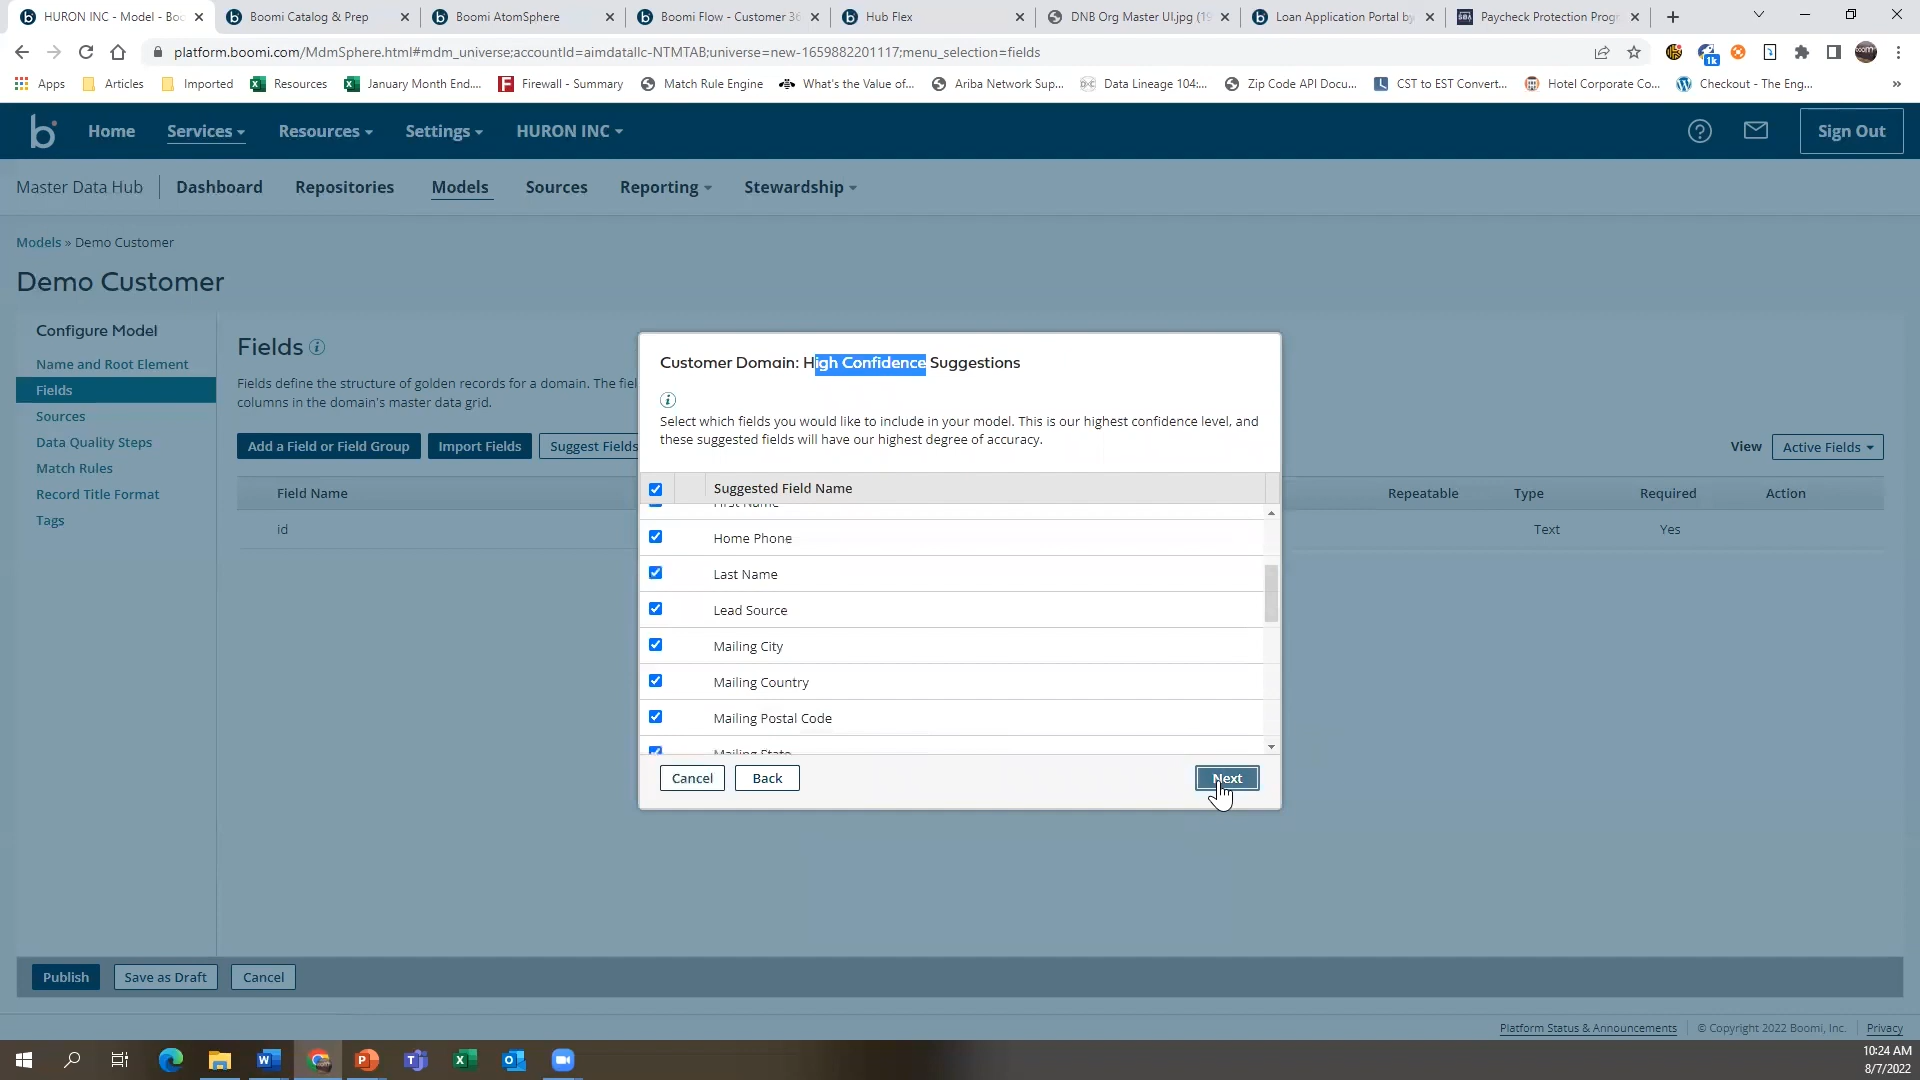 HURON INC - Model - Boo
Boomi Catalog & Prep
Boomi AtomSphere
Boomi Flow - Customer 36
Hub Flex
DNB Org Master UI.jpg (19
Loan Application Portal by
Paycheck Protection Progr
platform.boomi.com/MdmSphere.html#mdm_universe;accountId=aimdatallc-NTMTAB;universe=new-1659882201117;menu_selection=fields
1k
Apps
Articles
Imported
Resources
January Month End....
Firewall - Summary
Match Rule Engine
What's the Value of...
Ariba Network Sup...
Data Lineage 104:...
Zip Code API Docu...
CST to EST Convert...
Hotel Corporate Co...
Checkout - The Eng...
Home
Services
Resources
Settings
HURON INC
Sign Out
Master Data Hub
Dashboard
Repositories
Models
Sources
Reporting
Stewardship
Models » Demo Customer
Demo Customer
Configure Model
Name and Root Element
Fields
Sources
Data Quality Steps
Match Rules
Record Title Format
Tags
Fields
Fields define the structure of golden records for a domain. The fiel
columns in the domain's master data grid.
Add a Field or Field Group
Import Fields
Suggest Fields
View
Active Fields
Field Name
Repeatable
Type
Required
Action
id
Text
Yes
Customer Domain: High Confidence Suggestions
Select which fields you would like to include in your model. This is our highest confidence level, and
these suggested fields will have our highest degree of accuracy.
Suggested Field Name
First Name
Home Phone
Last Name
Lead Source
Mailing City
Mailing Country
Mailing Postal Code
Mailing State
Cancel
Back
Next
Publish
Save as Draft
Cancel
Platform Status & Announcements
© Copyright 2022 Boomi, Inc.
Privacy
10:24 AM
8/7/2022